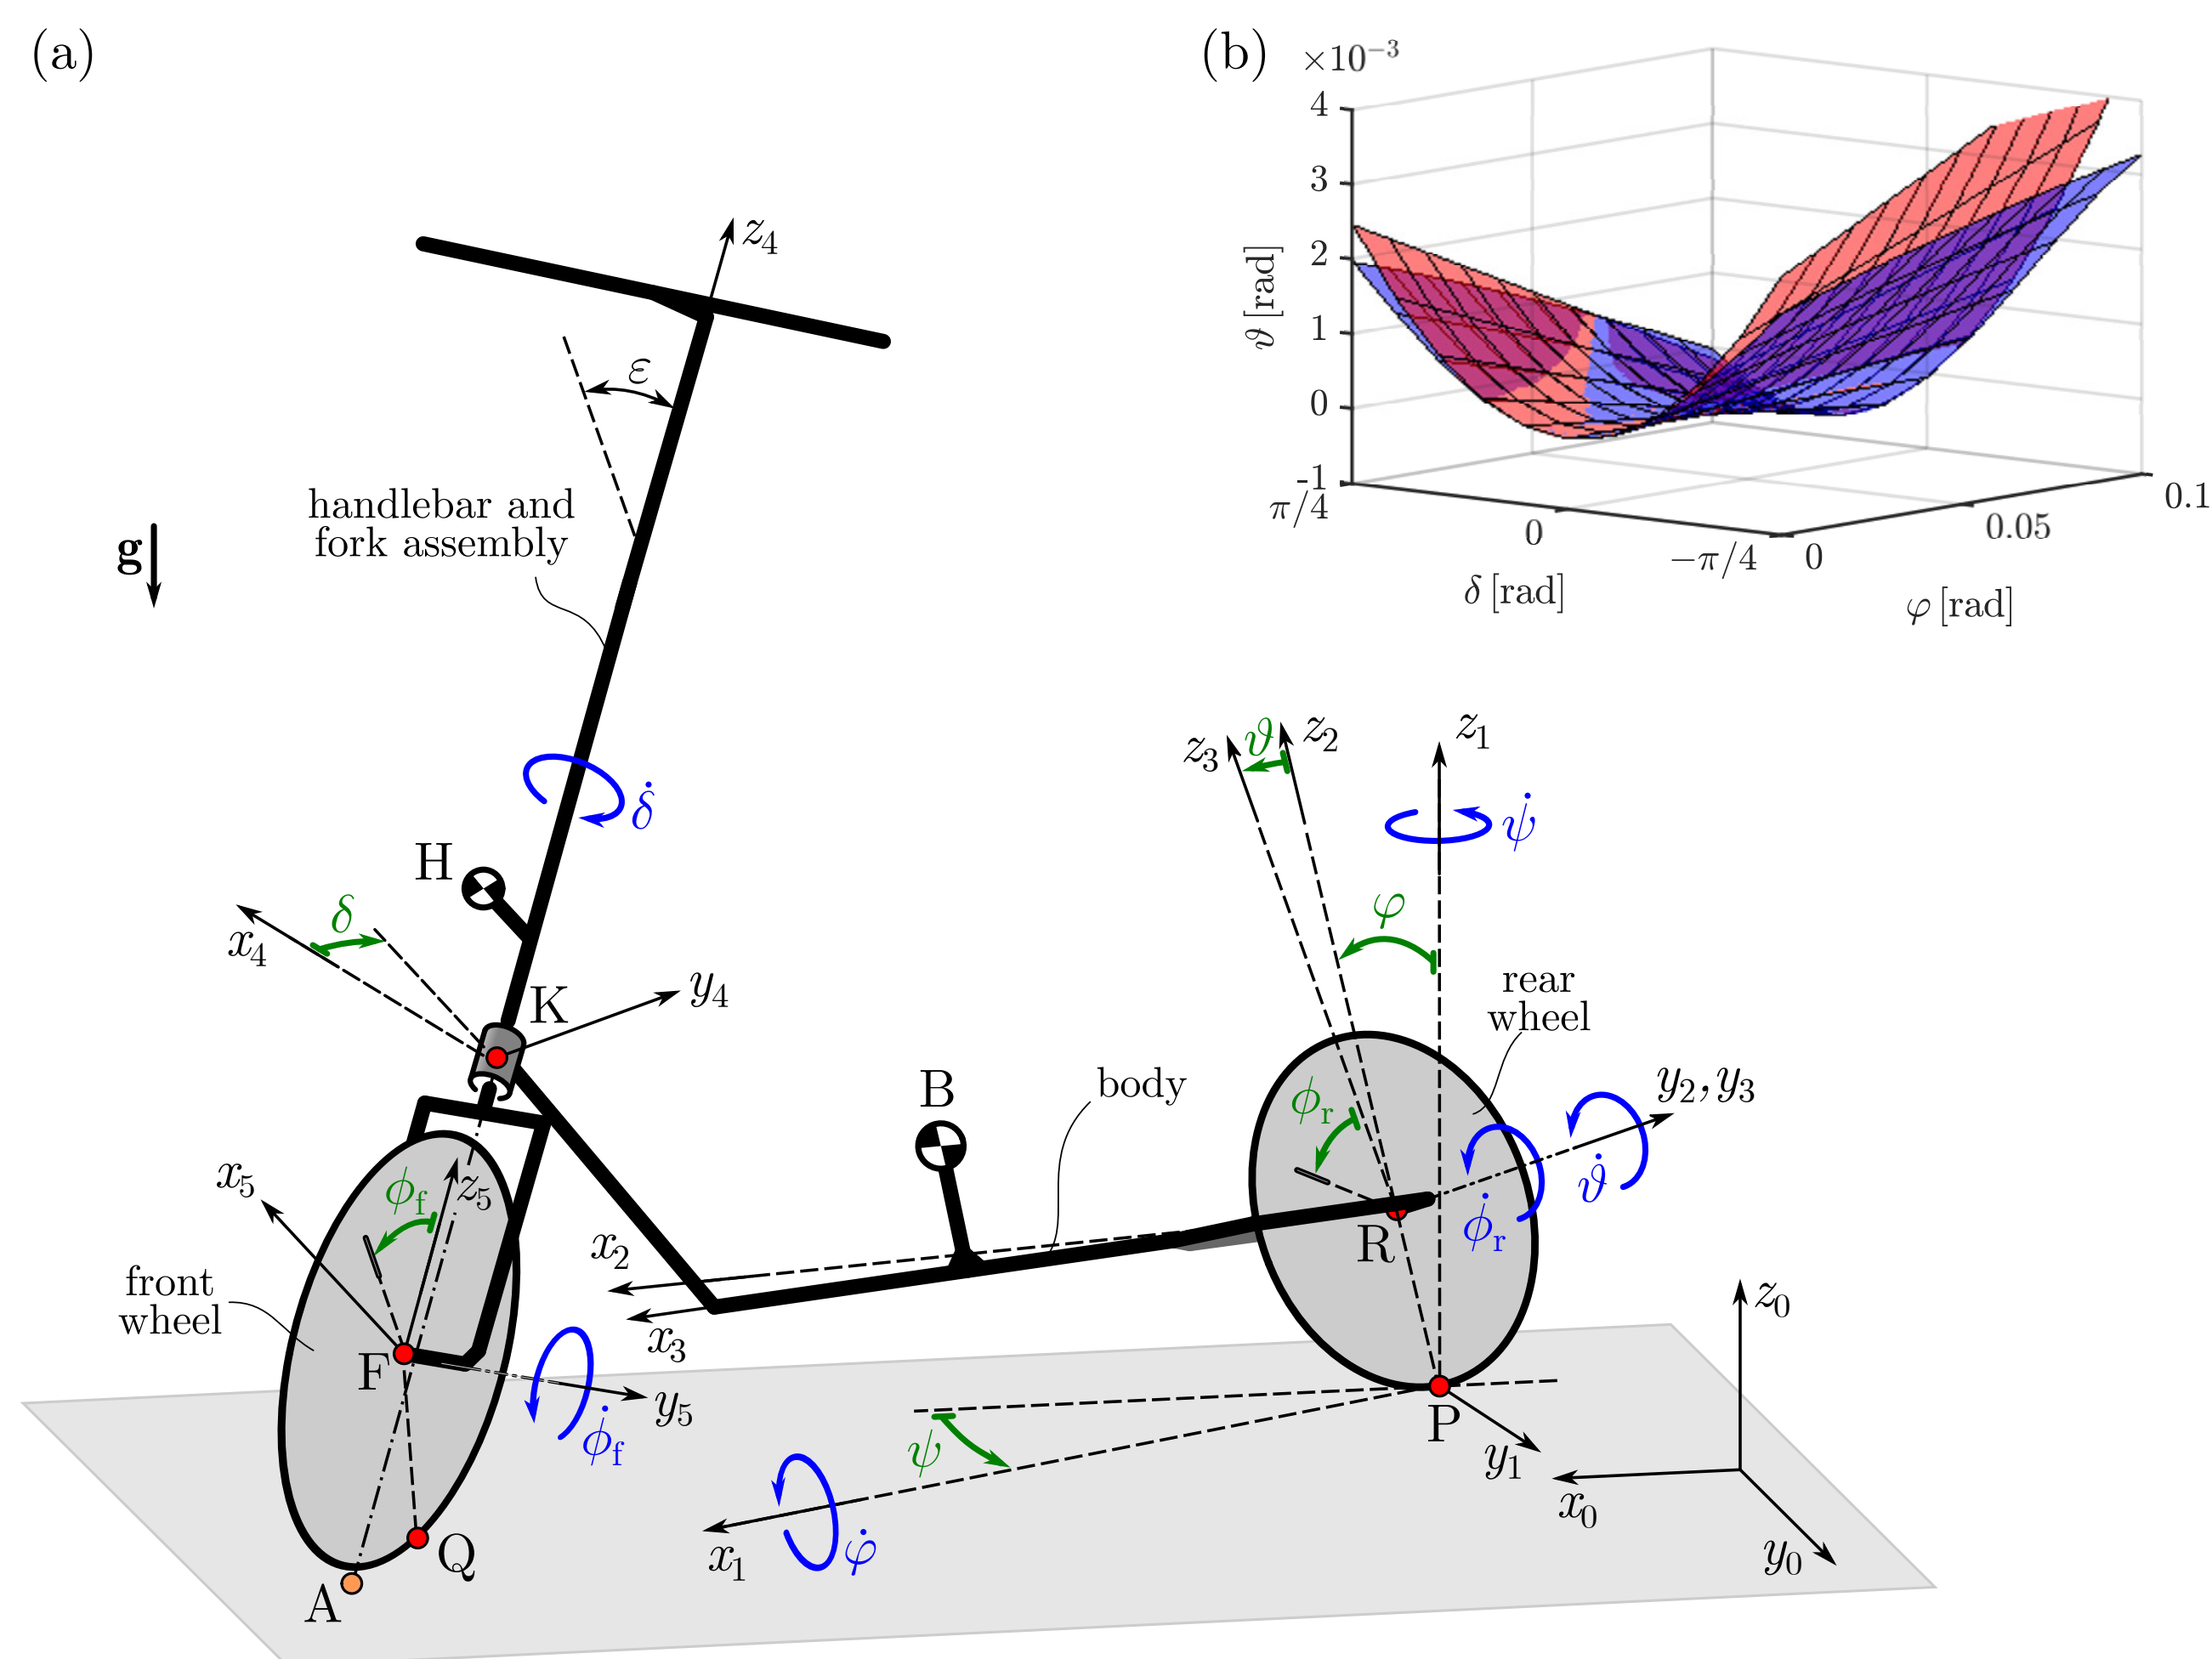 (a)
(b)
×10⁻³
4
3
2
1
0
-1
ϑ [rad]
π/4
0
−π/4
δ [rad]
0
0.05
0.1
φ [rad]
z₄
ε
handlebar and
fork assembly
g
δ̇
H
δ
x₄
K
y₄
z₃
ϑ
z₂
z₁
ψ̇
φ
rear
wheel
B
body
y₂, y₃
ϕᵣ
ϑ̇
ϕ̇ᵣ
R
x₅
ϕ_f
z₅
x₂
x₃
front
wheel
F
y₅
ϕ̇_f
z₀
P
y₁
x₀
y₀
ψ
Q
A
x₁
φ̇